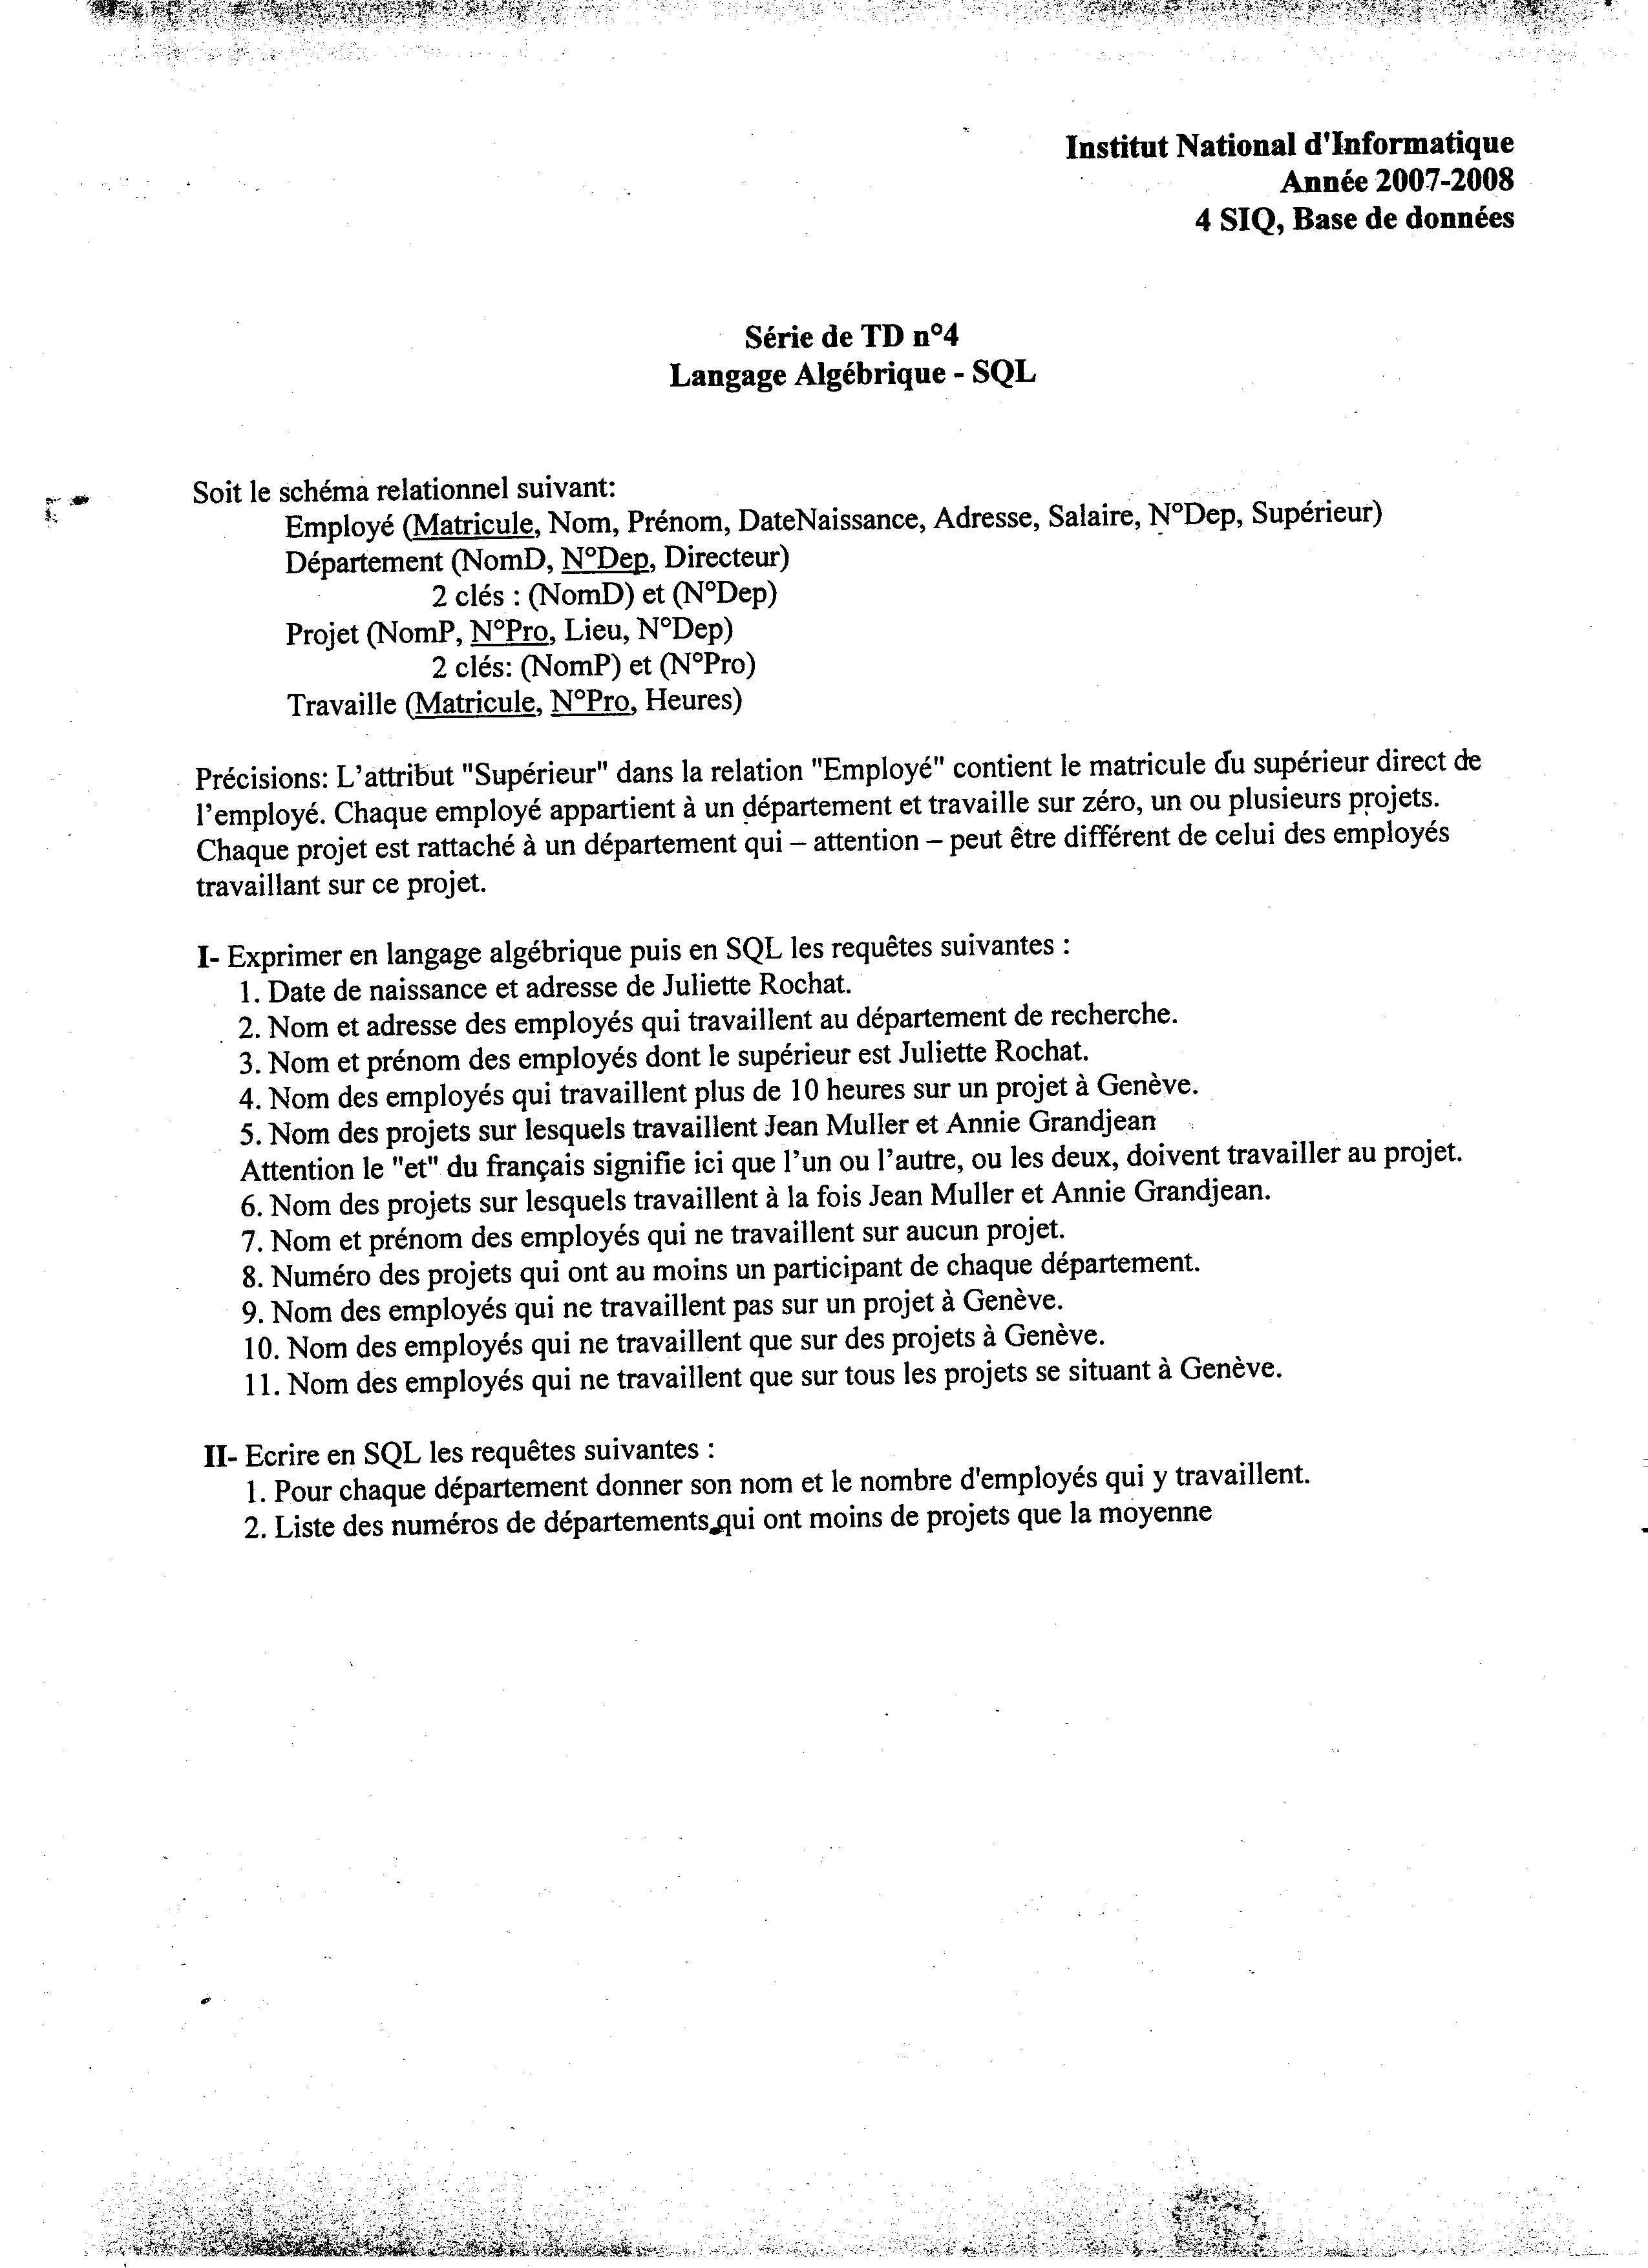 Institut National d'Informatique
Année 2007-2008
4 SIQ, Base de données
Série de TD n°4
Langage Algébrique - SQL
Soit le schéma relationnel suivant:
Employé (Matricule, Nom, Prénom, DateNaissance, Adresse, Salaire, N°Dep, Supérieur)
Département (NomD, N°Dep, Directeur)
2 clés : (NomD) et (N°Dep)
Projet (NomP, N°Pro, Lieu, N°Dep)
2 clés: (NomP) et (N°Pro)
Travaille (Matricule, N°Pro, Heures)
Précisions: L'attribut "Supérieur" dans la relation "Employé" contient le matricule du supérieur direct de
l'employé. Chaque employé appartient à un département et travaille sur zéro, un ou plusieurs projets.
Chaque projet est rattaché à un département qui – attention – peut être différent de celui des employés
travaillant sur ce projet.
I- Exprimer en langage algébrique puis en SQL les requêtes suivantes :
1. Date de naissance et adresse de Juliette Rochat.
2. Nom et adresse des employés qui travaillent au département de recherche.
3. Nom et prénom des employés dont le supérieur est Juliette Rochat.
4. Nom des employés qui travaillent plus de 10 heures sur un projet à Genève.
5. Nom des projets sur lesquels travaillent Jean Muller et Annie Grandjean
Attention le "et" du français signifie ici que l'un ou l'autre, ou les deux, doivent travailler au projet.
6. Nom des projets sur lesquels travaillent à la fois Jean Muller et Annie Grandjean.
7. Nom et prénom des employés qui ne travaillent sur aucun projet.
8. Numéro des projets qui ont au moins un participant de chaque département.
9. Nom des employés qui ne travaillent pas sur un projet à Genève.
10. Nom des employés qui ne travaillent que sur des projets à Genève.
11. Nom des employés qui ne travaillent que sur tous les projets se situant à Genève.
II- Ecrire en SQL les requêtes suivantes :
1. Pour chaque département donner son nom et le nombre d'employés qui y travaillent.
2. Liste des numéros de départements qui ont moins de projets que la moyenne